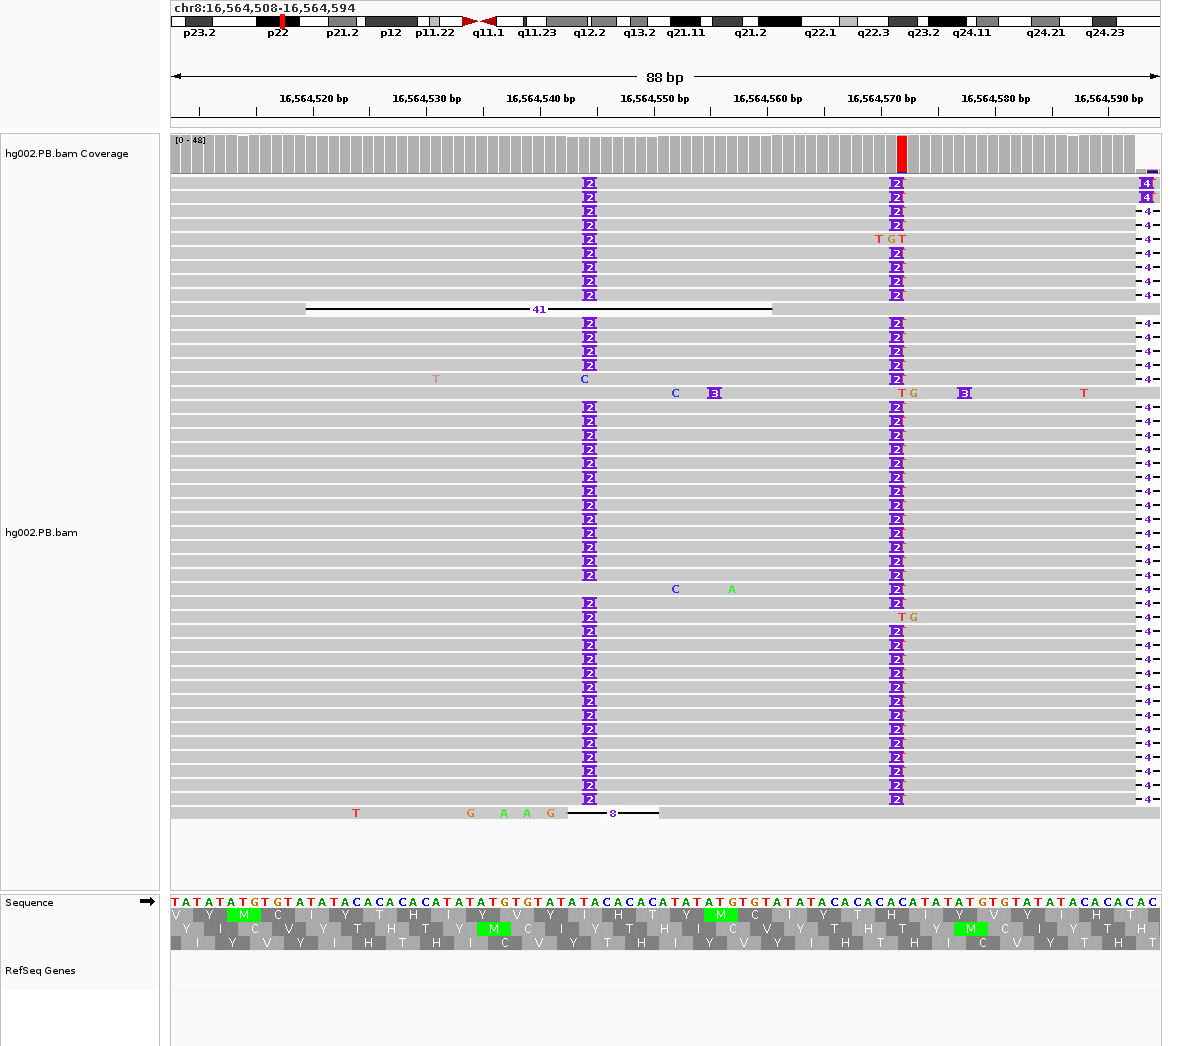 chr8:16,564,508-16,564,594
p23.2 p22 p21.2 p12 p11.22 q11.1 q11.23 q12.2 q13.2 q21.11 q21.2 q22.1 q22.3 q23.2 q24.11 q24.21 q24.23
88 bp
16,564,520 bp 16,564,530 bp 16,564,540 bp 16,564,550 bp 16,564,560 bp 16,564,570 bp 16,564,580 bp 16,564,590 bp
[0 - 48]
hg002.PB.bam Coverage
2 2 4
2 2 4
2 2 4
2 2 4
2 T G T 4
2 2 4
2 2 4
2 2 4
2 2 4
41
2 2 4
2 2 4
2 2 4
2 2 4
T C 2 4
C 3 T G 3 T
2 2 4
2 2 4
2 2 4
2 2 4
2 2 4
2 2 4
2 2 4
2 2 4
2 2 4
hg002.PB.bam
2 2 4
2 2 4
2 2 4
2 2 4
C A 2 4
2 2 4
2 T G 4
2 2 4
2 2 4
2 2 4
2 2 4
2 2 4
2 2 4
2 2 4
2 2 4
2 2 4
2 2 4
2 2 4
2 2 4
2 2 4
T G A A G 8
Sequence
TATATATGTGTATATACACACACATATATGTGTATATACACACATATATGTGTATATACACACACATATATGTGTATATACACACAC
V Y M C I Y T H T H I Y V Y I H T Y M C I Y T H T H I Y V Y I H T
Y I C V Y T H T Y M C I Y T H I C V Y T H T Y M C I Y T H
I Y V Y I H T H I C V Y T H I Y V Y I H T H I C V Y T H T
RefSeq Genes